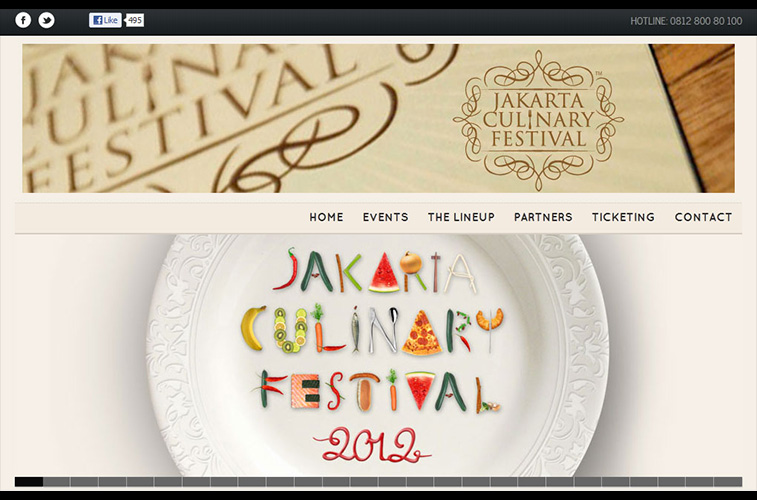 f
Like
495
HOTLINE: 0812 800 80 100
JAKARTA
CULINARY
FESTIVAL
JAKARTA
CULINARY
FESTIVAL
TM
HOME EVENTS THE LINEUP PARTNERS TICKETING CONTACT
JAKARTA
CULINARY
FESTIVAL
2012